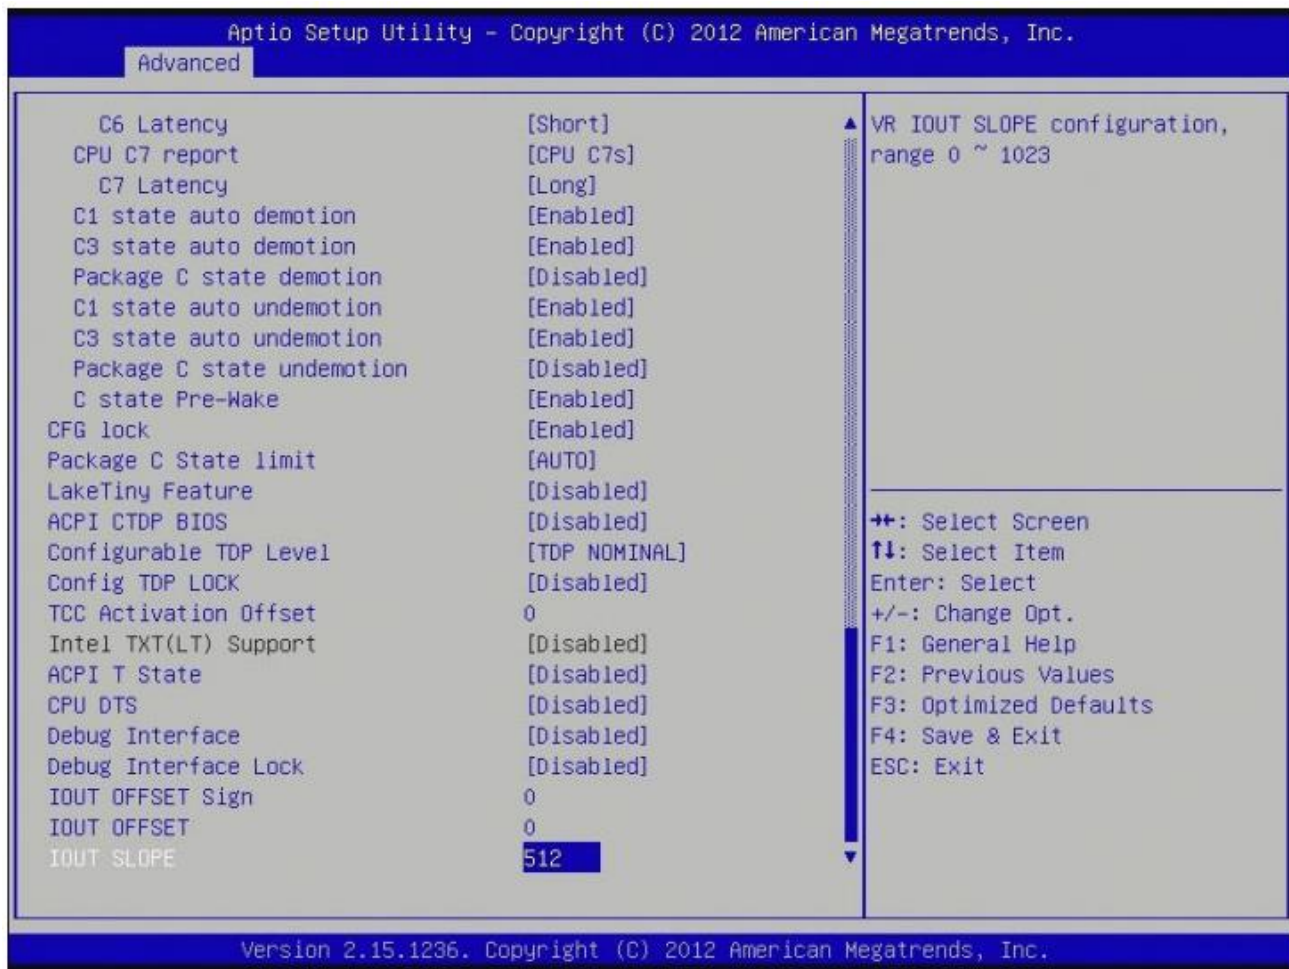 Aptio Setup Utility – Copyright (C) 2012 American Megatrends, Inc.
Advanced
C6 Latency [Short]
CPU C7 report [CPU C7s]
C7 Latency [Long]
C1 state auto demotion [Enabled]
C3 state auto demotion [Enabled]
Package C state demotion [Disabled]
C1 state auto undemotion [Enabled]
C3 state auto undemotion [Enabled]
Package C state undemotion [Disabled]
C state Pre-Wake [Enabled]
CFG lock [Enabled]
Package C State limit [AUTO]
LakeTiny Feature [Disabled]
ACPI CTDP BIOS [Disabled]
Configurable TDP Level [TDP NOMINAL]
Config TDP LOCK [Disabled]
TCC Activation Offset 0
Intel TXT(LT) Support [Disabled]
ACPI T State [Disabled]
CPU DTS [Disabled]
Debug Interface [Disabled]
Debug Interface Lock [Disabled]
IOUT OFFSET Sign 0
IOUT OFFSET 0
IOUT SLOPE 512
VR IOUT SLOPE configuration,
range 0 ~ 1023
→←: Select Screen
↑↓: Select Item
Enter: Select
+/-: Change Opt.
F1: General Help
F2: Previous Values
F3: Optimized Defaults
F4: Save & Exit
ESC: Exit
Version 2.15.1236. Copyright (C) 2012 American Megatrends, Inc.